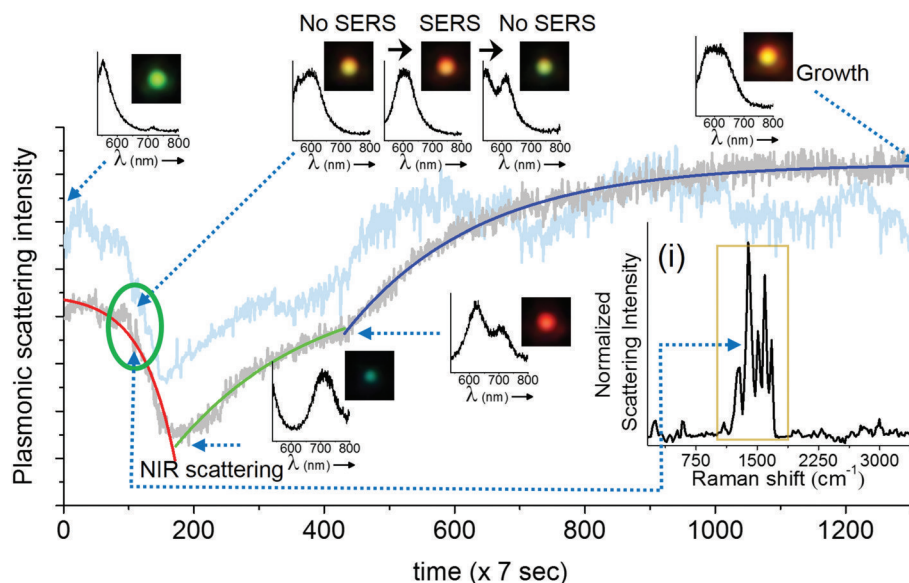 No SERS SERS No SERS
Growth
600 700 800
λ (nm)
600 700 800
λ (nm)
600 700 800
λ (nm)
600 700 800
λ (nm)
600 700 800
λ (nm)
Plasmonic scattering intensity
(i)
Normalized
Scattering Intensity
750 1500 2250 3000
Raman shift (cm⁻¹)
600 700 800
λ (nm)
600 700 800
λ (nm)
NIR scattering
0 200 400 600 800 1000 1200
time (x 7 sec)